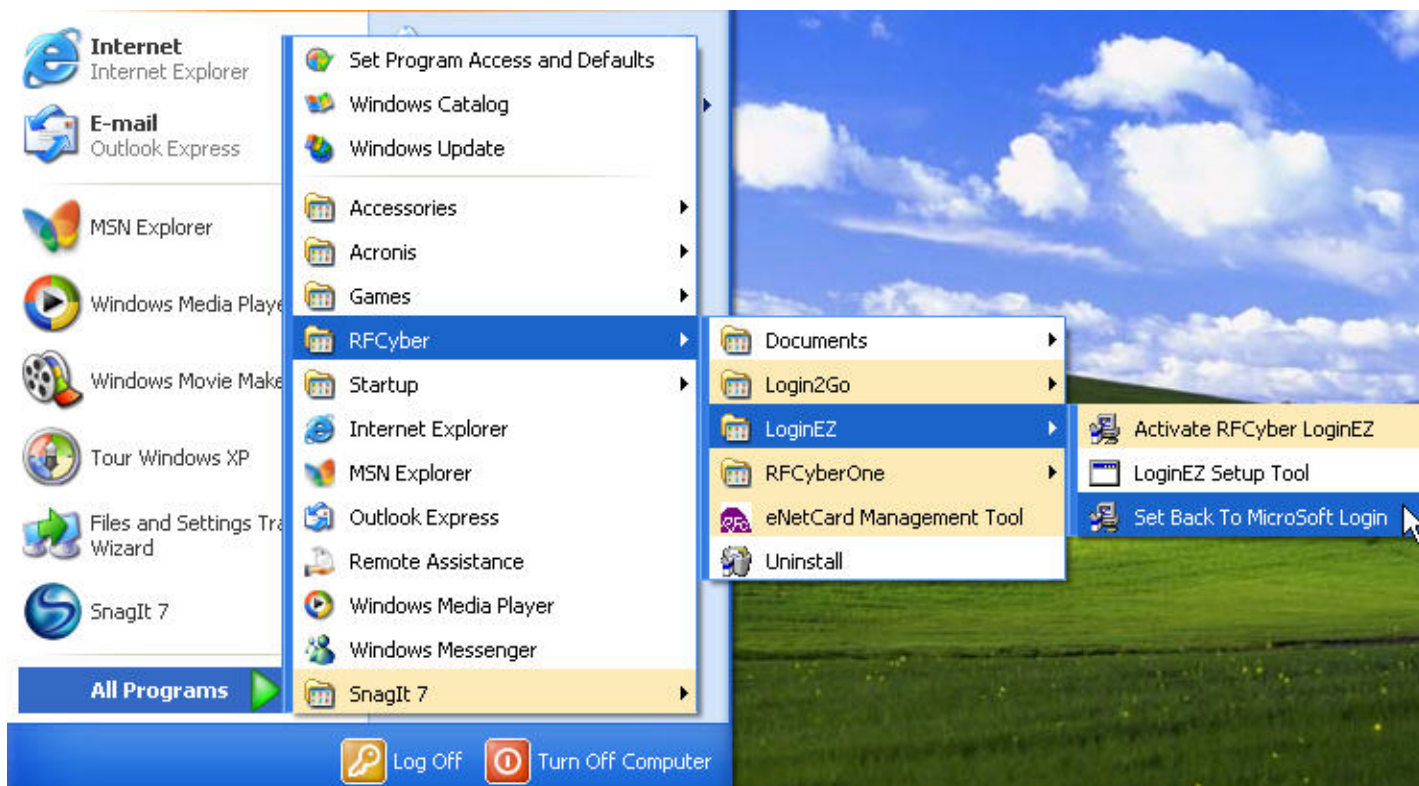 Internet
Internet Explorer
E-mail
Outlook Express
MSN Explorer
Windows Media Playe
Windows Movie Make
Tour Windows XP
Files and Settings Tra
Wizard
SnagIt 7
All Programs
Set Program Access and Defaults
Windows Catalog
Windows Update
Accessories
Acronis
Games
RFCyber
Startup
Internet Explorer
MSN Explorer
Outlook Express
Remote Assistance
Windows Media Player
Windows Messenger
SnagIt 7
Documents
Login2Go
LoginEZ
RFCyberOne
eNetCard Management Tool
Uninstall
Activate RFCyber LoginEZ
LoginEZ Setup Tool
Set Back To MicroSoft Login
Log Off
Turn Off Computer